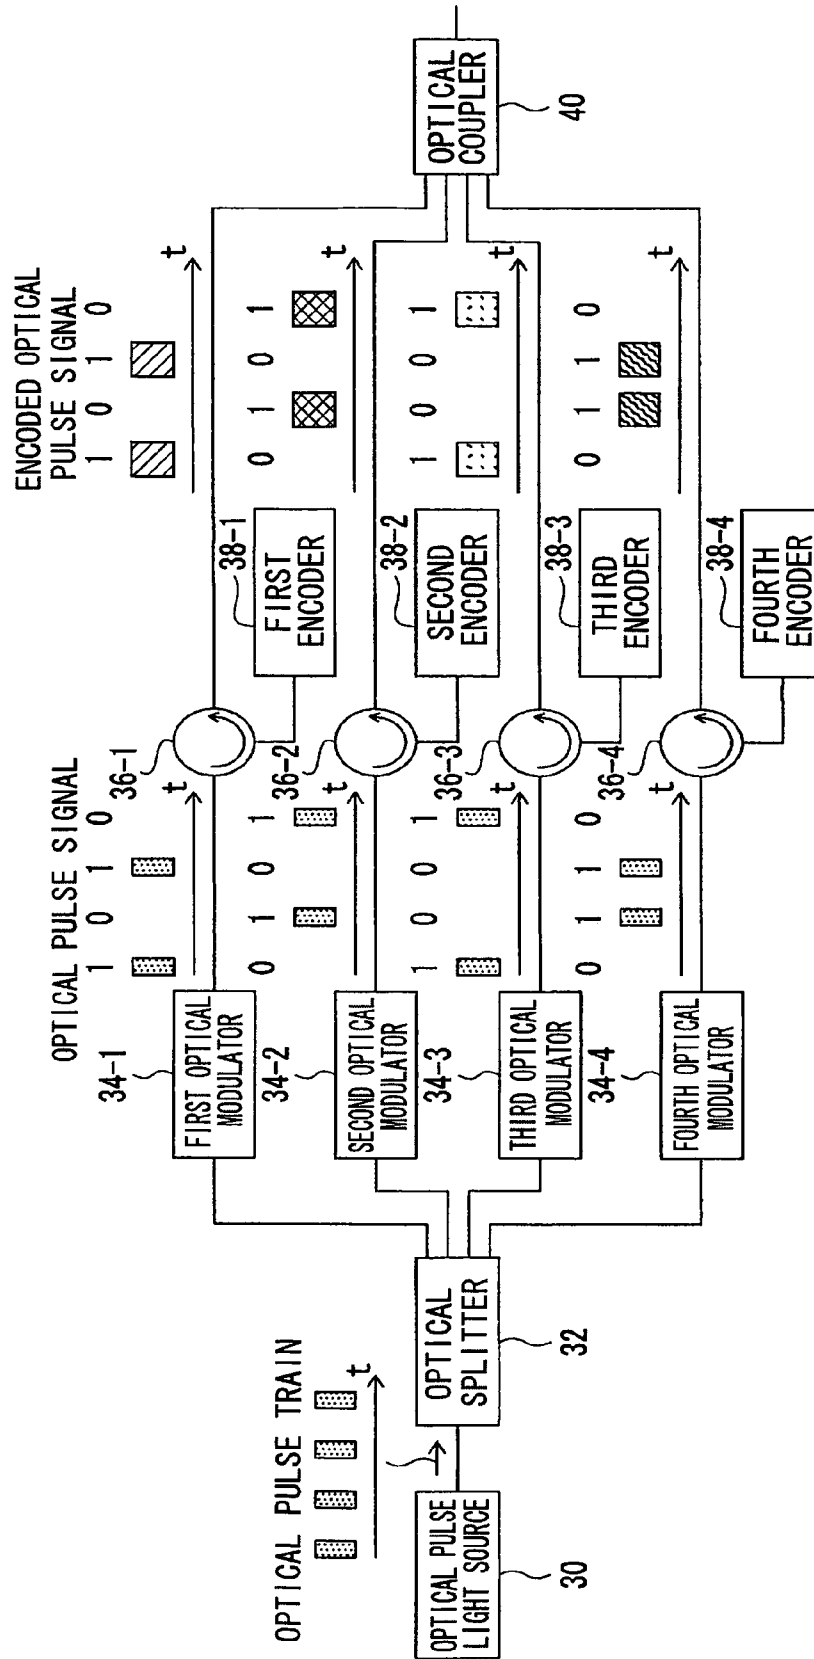 OPTICAL PULSE TRAIN
t
OPTICAL PULSE
LIGHT SOURCE
30
OPTICAL
SPLITTER
32
OPTICAL PULSE SIGNAL
1 0 1 0
t
34-1
FIRST OPTICAL
MODULATOR
36-1
0 1 0 1
t
34-2
SECOND OPTICAL
MODULATOR
36-2
1 0 0 1
t
34-3
THIRD OPTICAL
MODULATOR
36-3
0 1 1 0
t
34-4
FOURTH OPTICAL
MODULATOR
36-4
ENCODED OPTICAL
PULSE SIGNAL
1 0 1 0
t
38-1
FIRST
ENCODER
0 1 0 1
t
38-2
SECOND
ENCODER
1 0 0 1
t
38-3
THIRD
ENCODER
0 1 1 0
t
38-4
FOURTH
ENCODER
OPTICAL
COUPLER
40